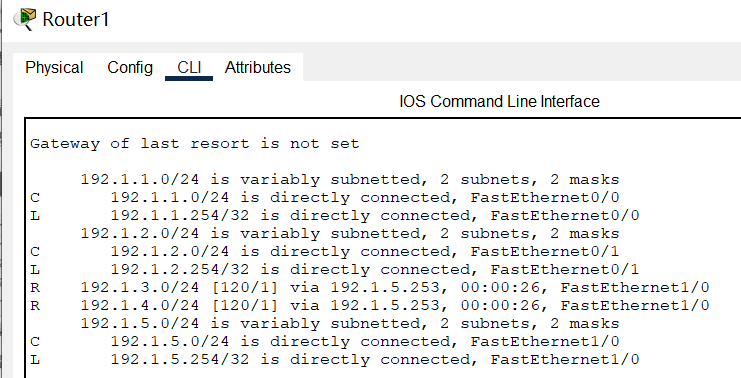 Router1
Physical Config CLI Attributes
IOS Command Line Interface
Gateway of last resort is not set
192.1.1.0/24 is variably subnetted, 2 subnets, 2 masks
C 192.1.1.0/24 is directly connected, FastEthernet0/0
L 192.1.1.254/32 is directly connected, FastEthernet0/0
192.1.2.0/24 is variably subnetted, 2 subnets, 2 masks
C 192.1.2.0/24 is directly connected, FastEthernet0/1
L 192.1.2.254/32 is directly connected, FastEthernet0/1
R 192.1.3.0/24 [120/1] via 192.1.5.253, 00:00:26, FastEthernet1/0
R 192.1.4.0/24 [120/1] via 192.1.5.253, 00:00:26, FastEthernet1/0
192.1.5.0/24 is variably subnetted, 2 subnets, 2 masks
C 192.1.5.0/24 is directly connected, FastEthernet1/0
L 192.1.5.254/32 is directly connected, FastEthernet1/0